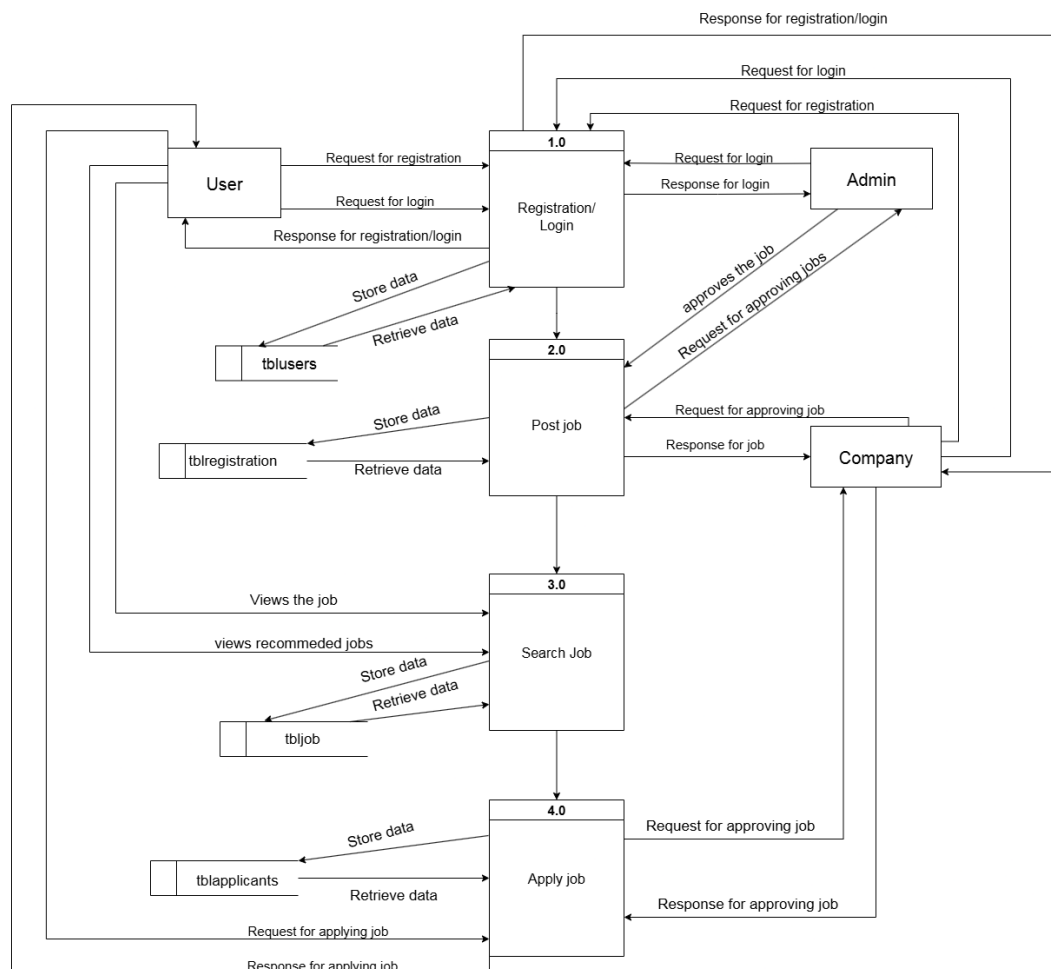 Response for registration/login
Request for login
Request for registration
1.0
Request for registration
Request for login
User
Response for login
Admin
Request for login
Registration/
Login
Response for registration/login
Store data
approves the job
Request for approving jobs
Retrieve data
2.0
tblusers
Store data
Request for approving job
Post job
Response for job
Company
tblregistration
Retrieve data
3.0
Views the job
views recommeded jobs
Search Job
Store data
Retrieve data
tbljob
4.0
Store data
Request for approving job
tblapplicants
Apply job
Retrieve data
Response for approving job
Request for applying job
Response for applying job